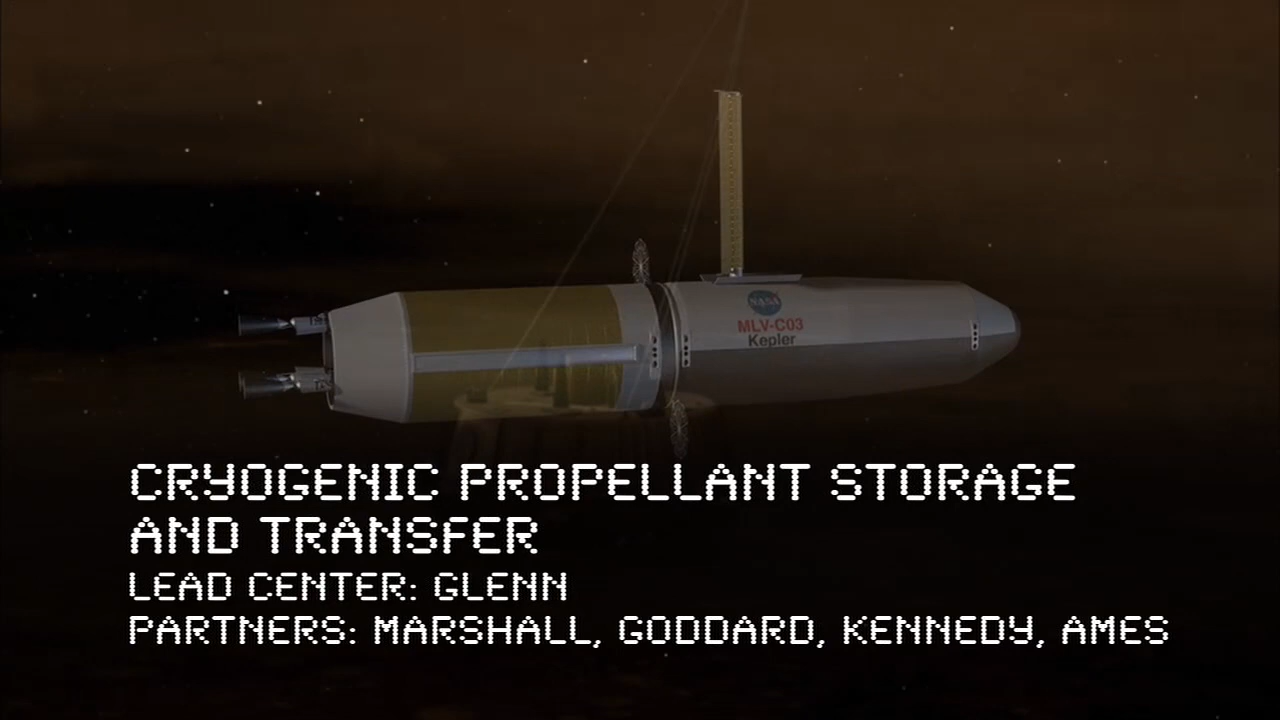 NASA
MLV-C03
Kepler
CRYOGENIC PROPELLANT STORAGE
AND TRANSFER
LEAD CENTER: GLENN
PARTNERS: MARSHALL, GODDARD, KENNEDY, AMES